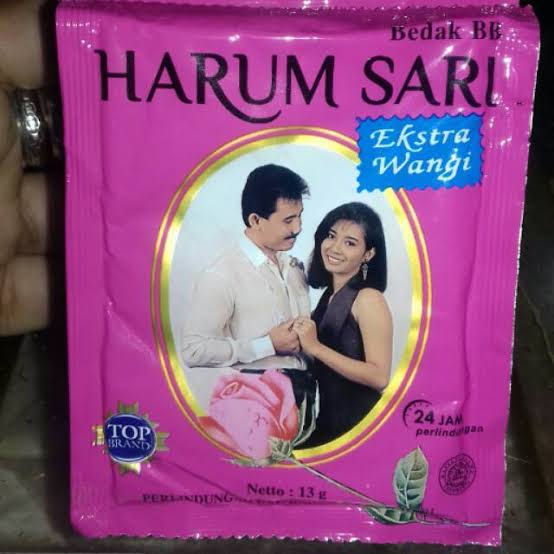 Bedak BB
HARUM SARI
Ekstra
Wangi
24 JAM
perlindungan
TOP
BRAND
Netto : 13 g